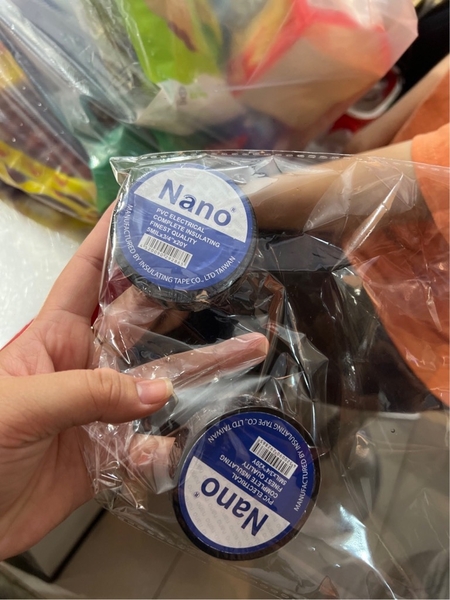 Nano®
PVC ELECTRICAL
COMPLETE INSULATING
FINEST QUALITY
MANUFACTURED BY INSULATING TAPE CO., LTD TAIWAN
Nano®
PVC ELECTRICAL
COMPLETE INSULATING
FINEST QUALITY
MANUFACTURED BY INSULATING TAPE CO., LTD TAIWAN